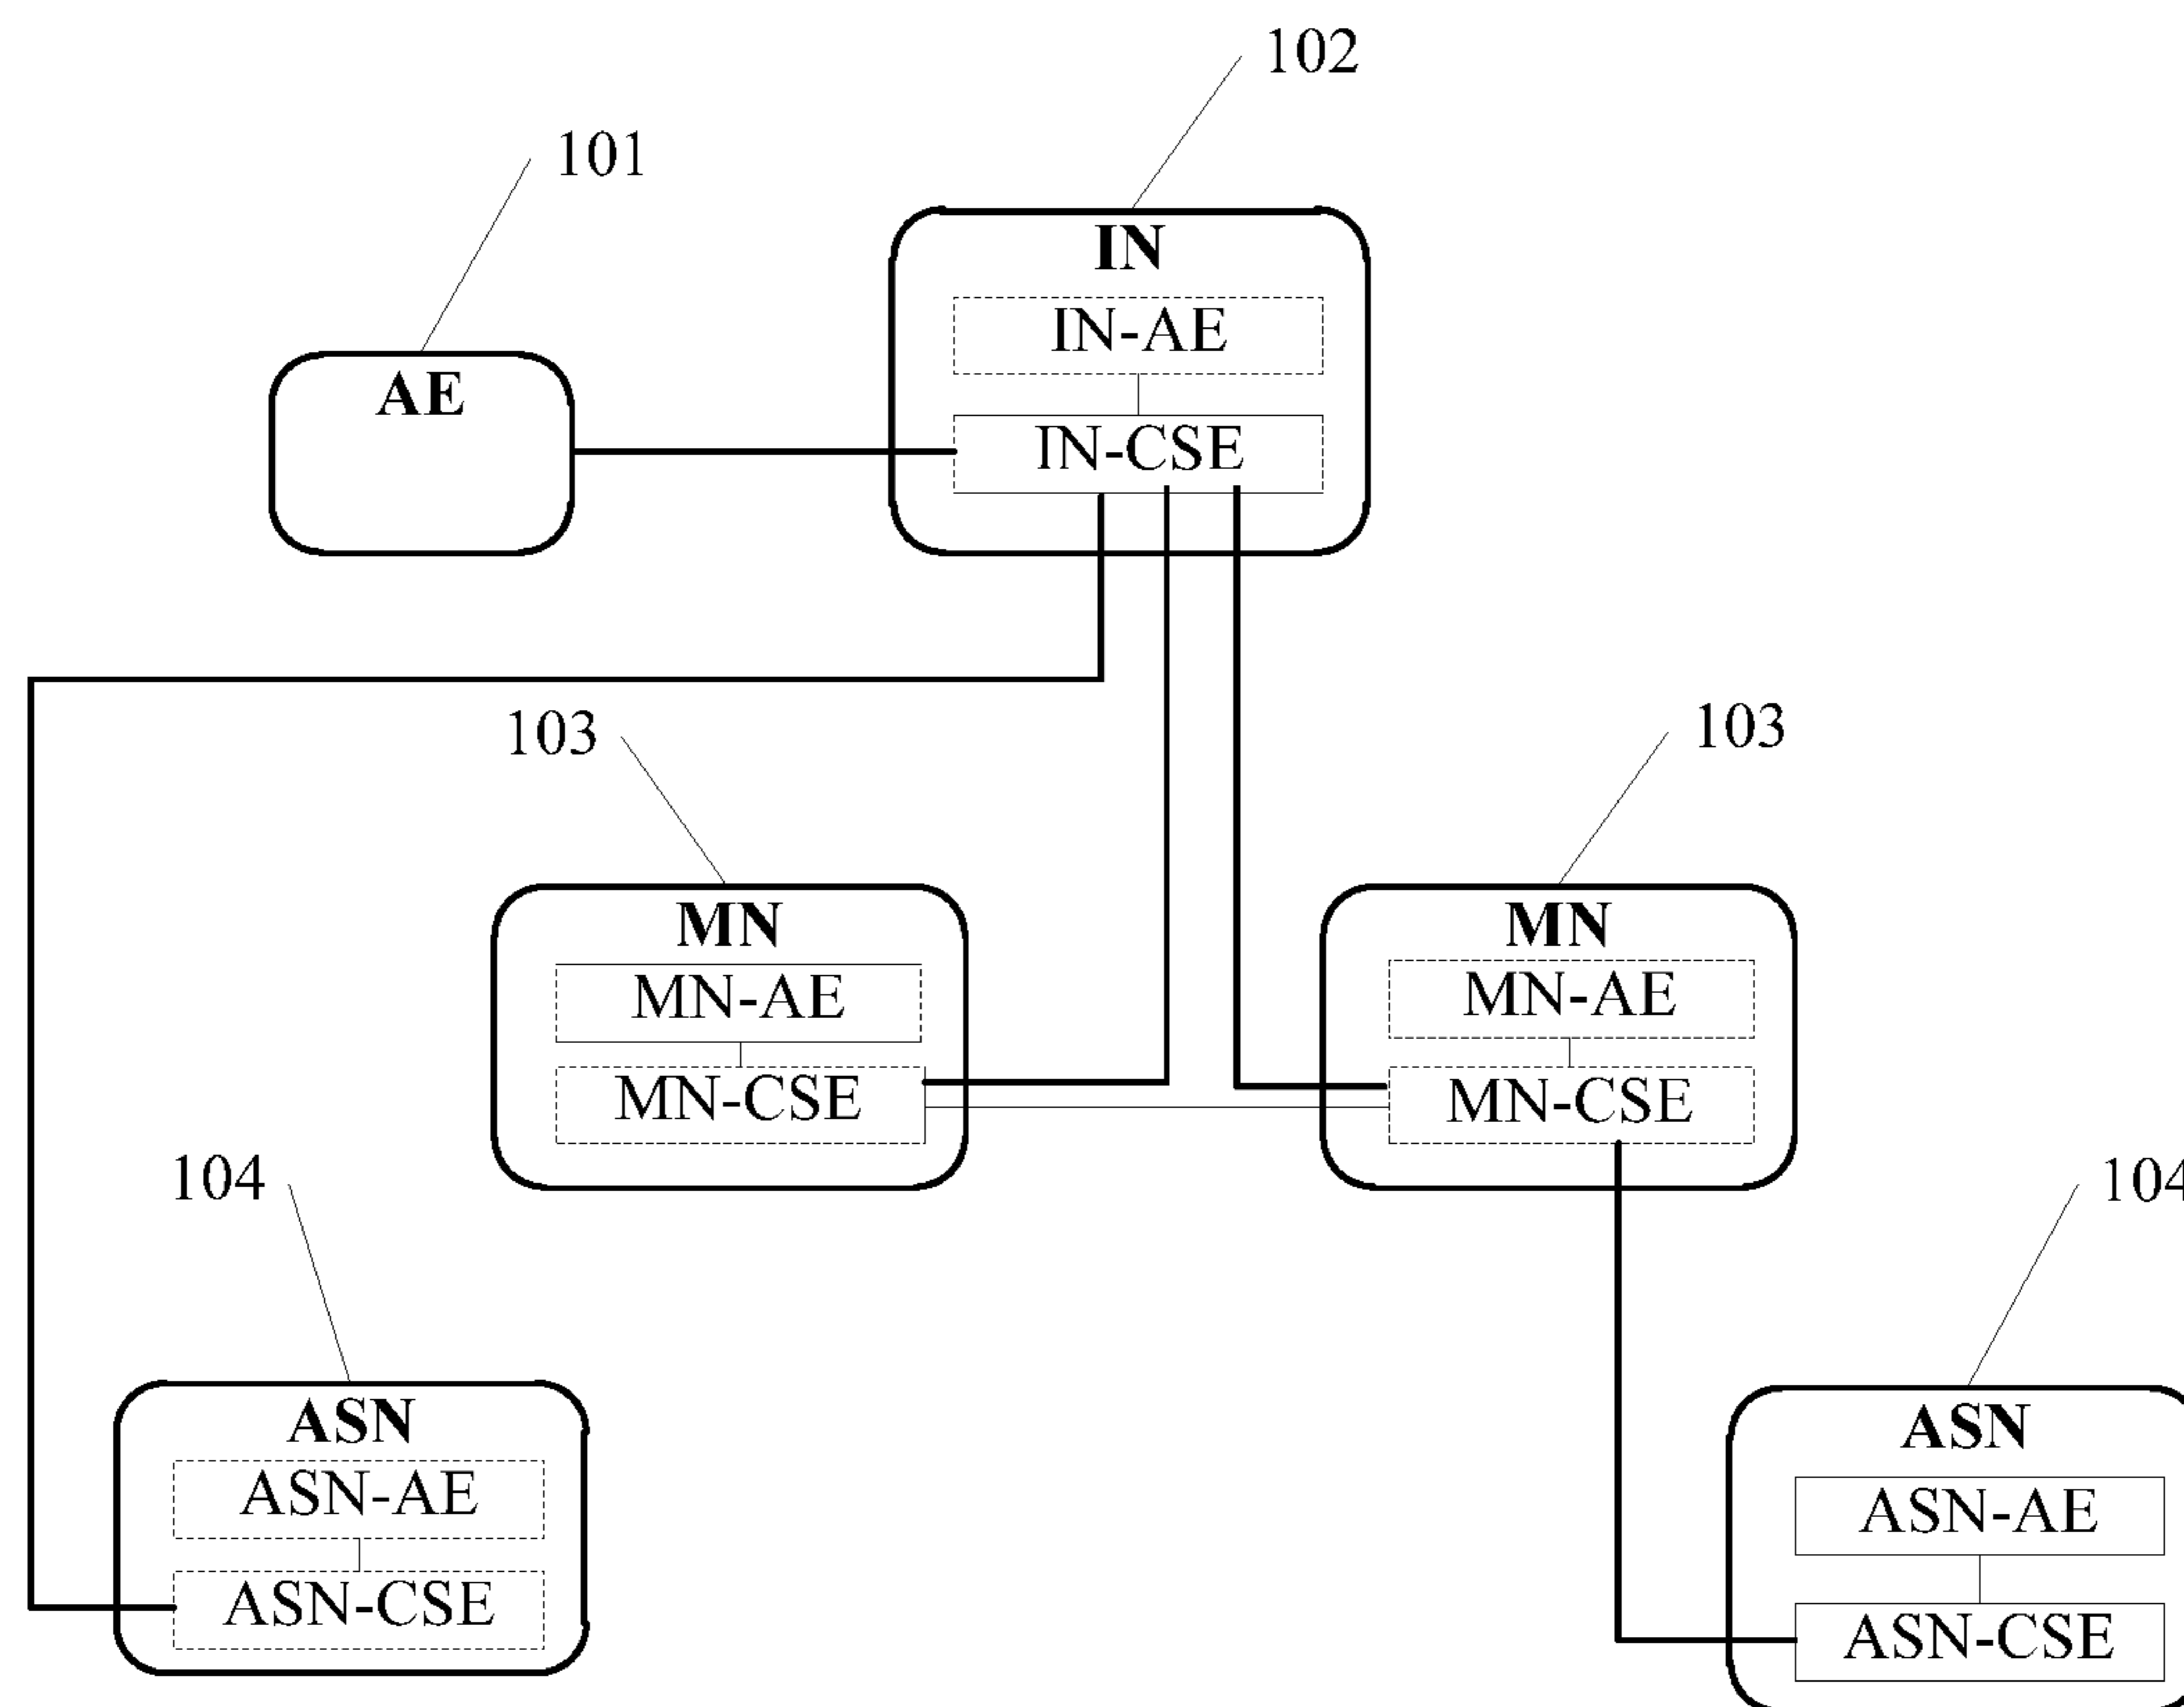 102
101
IN
IN-AE
AE
IN-CSE
103
103
MN
MN
MN-AE
MN-AE
MN-CSE
MN-CSE
104
104
ASN
ASN
ASN-AE
ASN-AE
ASN-CSE
ASN-CSE